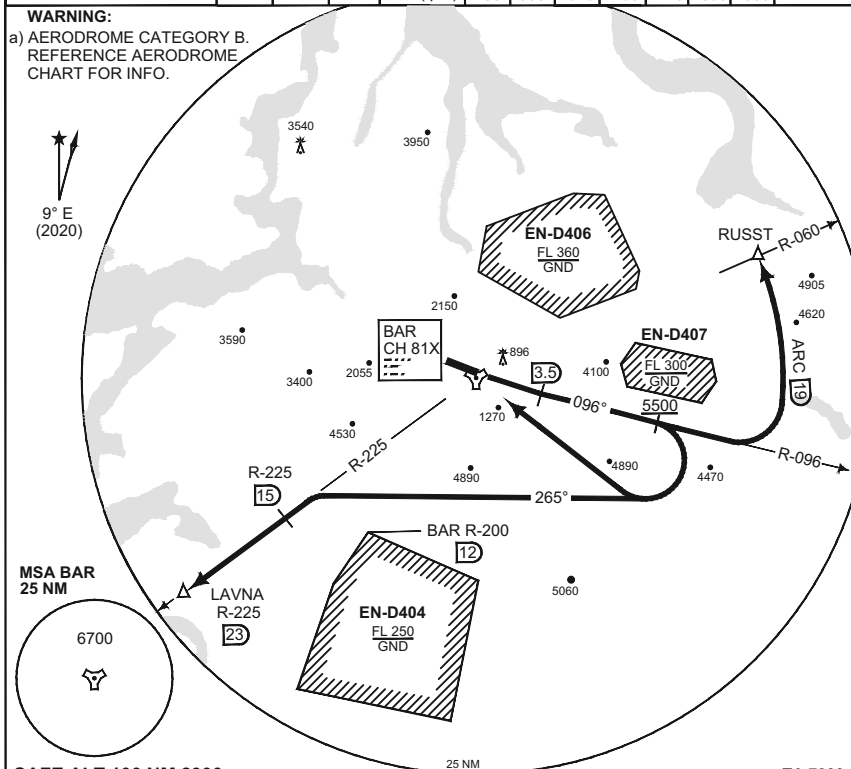 WARNING:
a) AERODROME CATEGORY B.
REFERENCE AERODROME
CHART FOR INFO.
3540
3950
9° E
(2020)
EN-D406
FL 360
GND
RUSST
R-060
4905
4620
2150
BAR
CH 81X
896
EN-D407
FL 300
GND
3590
2055
3400
4100
3.5
096°
5500
ARC
19
1270
4530
R-225
R-096
R-225
15
4890
4890
4470
265°
BAR R-200
12
MSA BAR
25 NM
6700
LAVNA
R-225
23
EN-D404
FL 250
GND
5060
25 NM